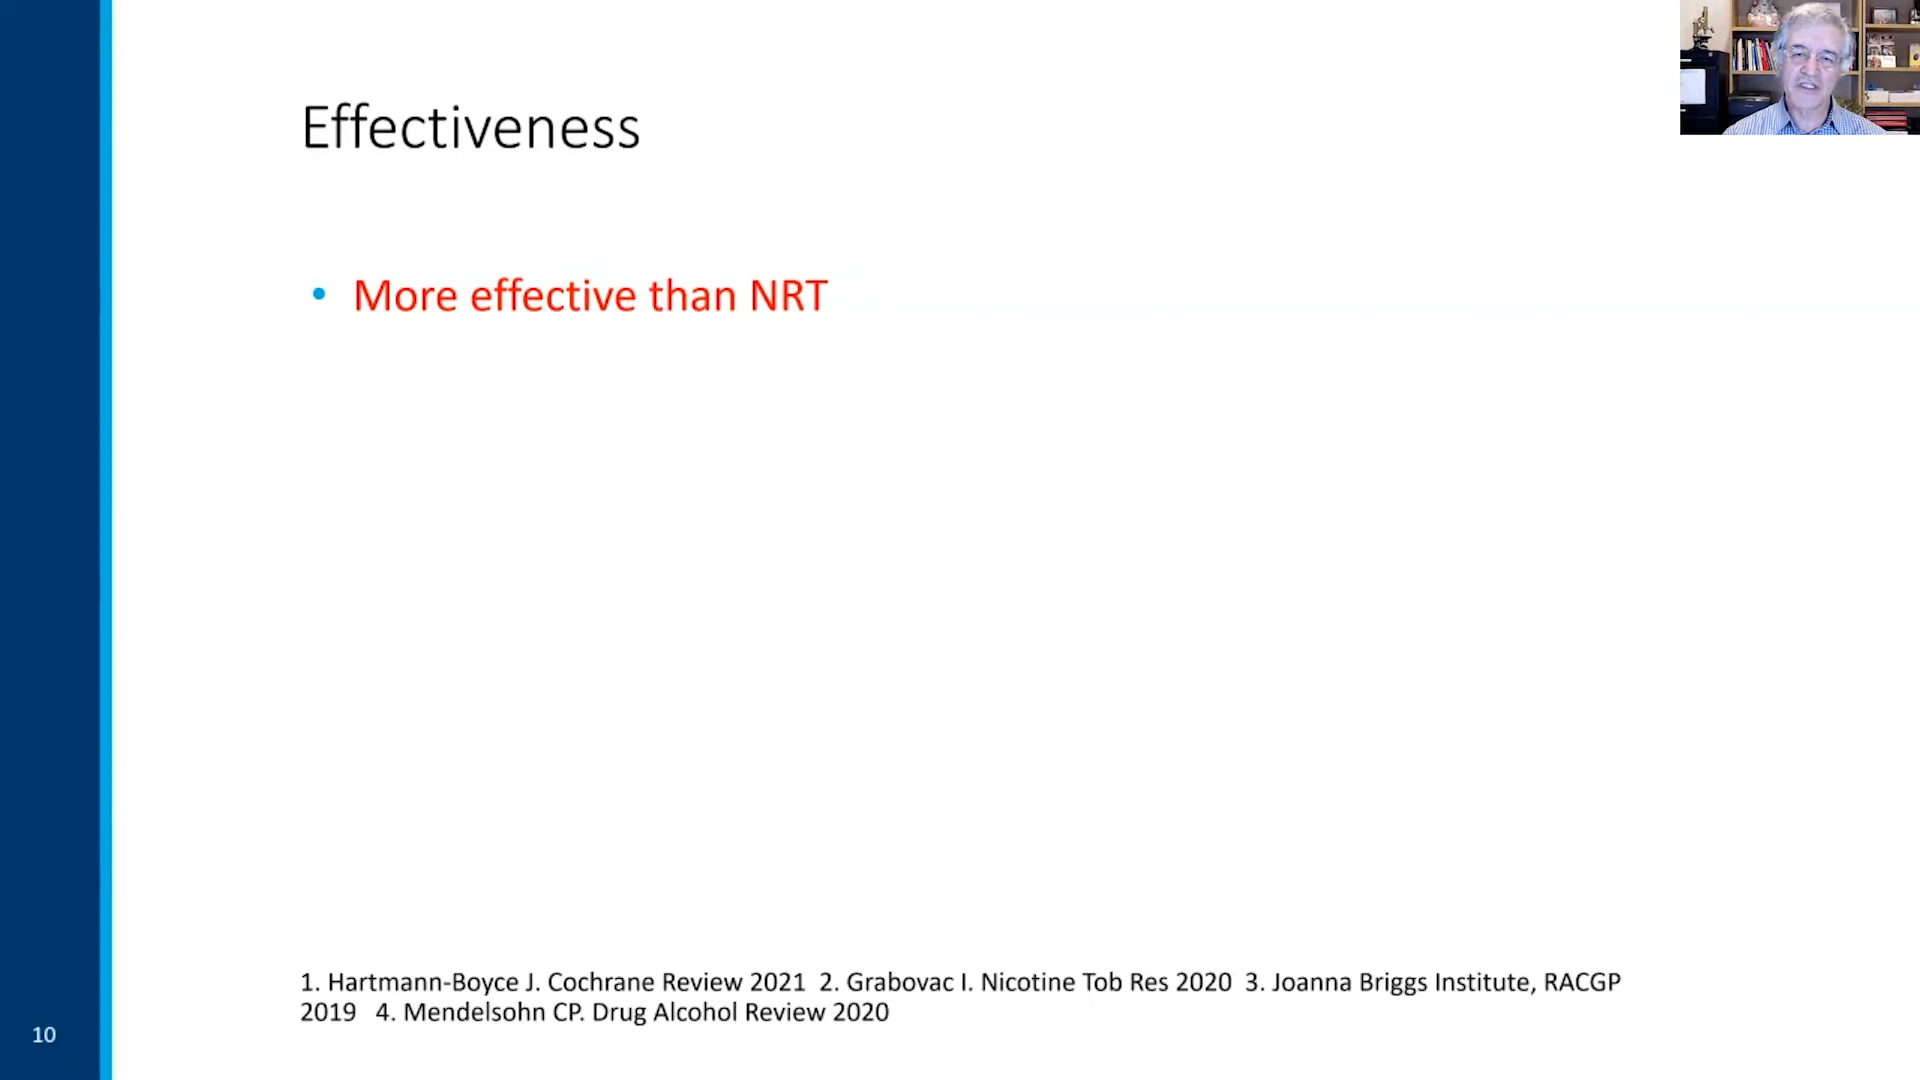 Effectiveness
• More effective than NRT
1. Hartmann-Boyce J. Cochrane Review 2021 2. Grabovac I. Nicotine Tob Res 2020 3. Joanna Briggs Institute, RACGP
2019 4. Mendelsohn CP. Drug Alcohol Review 2020
10